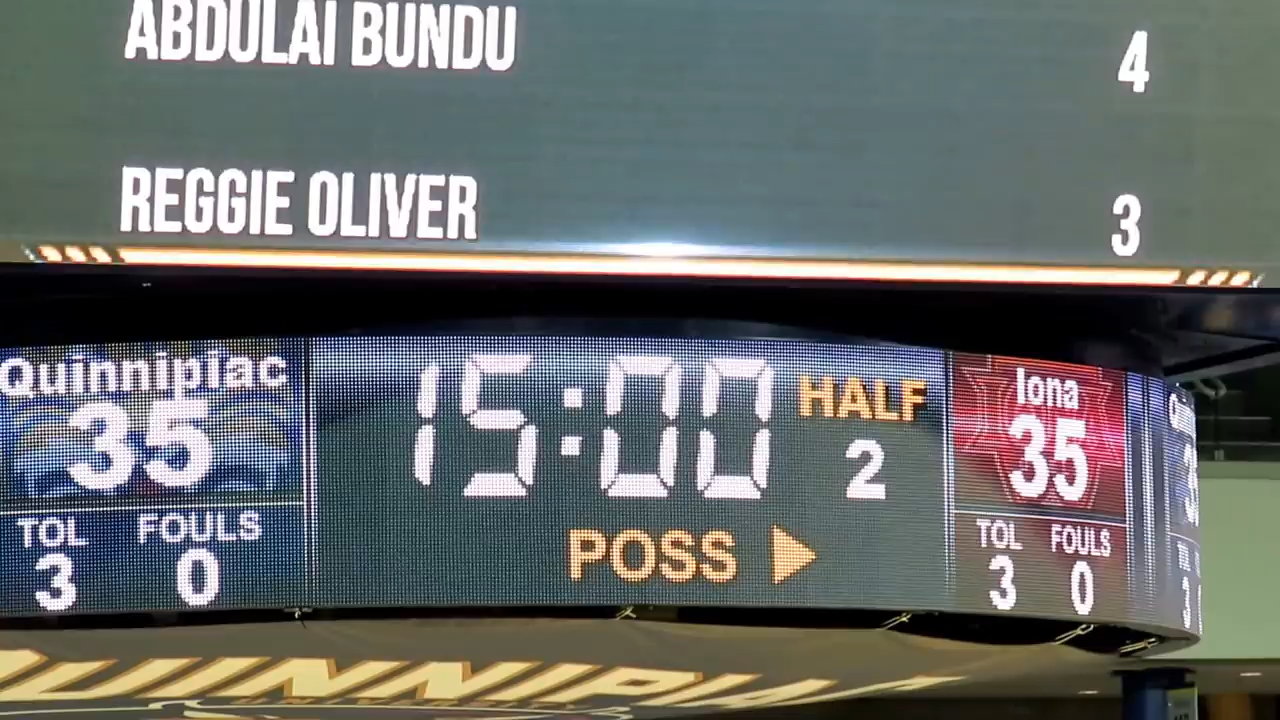 ABDULAI BUNDU 4
REGGIE OLIVER 3
Quinnipiac 15:00 HALF Iona
35 2 35
TOL FOULS POSS ▶ TOL FOULS
3 0 3 0
QUINNIPIA